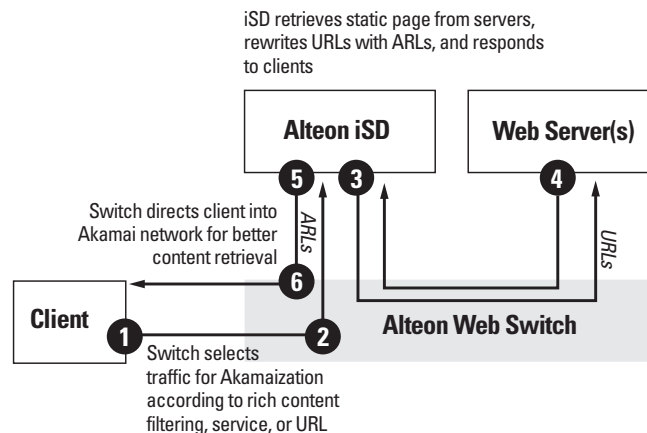 iSD retrieves static page from servers,
rewrites URLs with ARLs, and responds
to clients
Alteon iSD
Web Server(s)
5
3
4
Switch directs client into
Akamai network for better
content retrieval
ARLs
URLs
6
Client
1
2
Alteon Web Switch
Switch selects
traffic for Akamaization
according to rich content
filtering, service, or URL